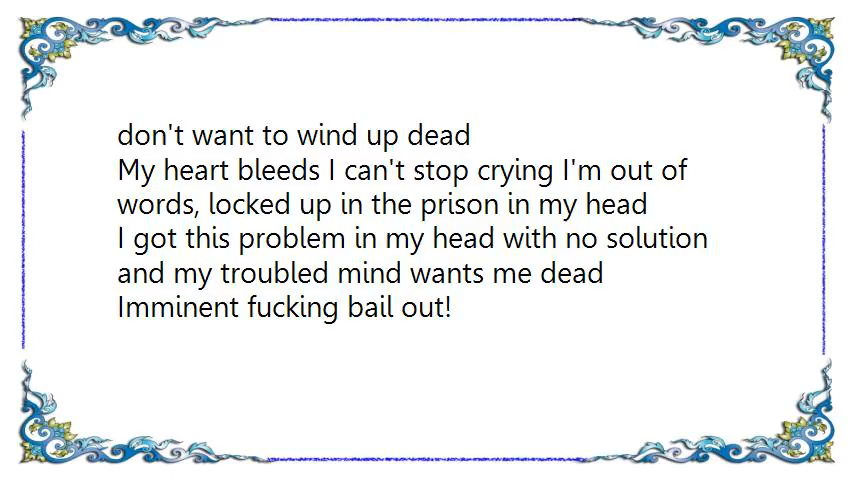 don't want to wind up dead
My heart bleeds I can't stop crying I'm out of
words, locked up in the prison in my head
I got this problem in my head with no solution
and my troubled mind wants me dead
Imminent fucking bail out!